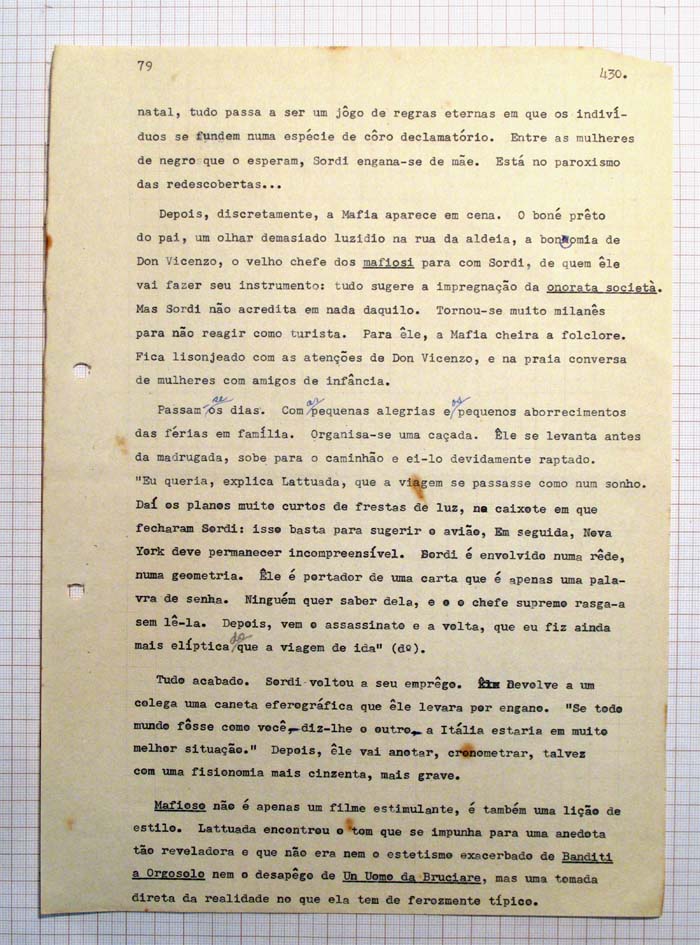 79
430.
natal, tudo passa a ser um jôgo de regras eternas em que os indiví-
duos se fundem numa espécie de côro declamatório. Entre as mulheres
de negro que o esperam, Sordi engana-se de mãe. Está no paroxismo
das redescobertas...
Depois, discretamente, a Mafia aparece em cena. O boné prêto
do pai, um olhar demasiado luzidio na rua da aldeia, a bonomia de
Don Vicenzo, o velho chefe dos mafiosi para com Sordi, de quem êle
vai fazer seu instrumento: tudo sugere a impregnação da onorata società.
Mas Sordi não acredita em nada daquilo. Tornou-se muito milanês
para não reagir como turista. Para êle, a Mafia cheira a folclore.
Fica lisonjeado com as atenções de Don Vicenzo, e na praia conversa
de mulheres com amigos de infância.
Passam-se os dias. Com as pequenas alegrias e os pequenos aborrecimentos
das férias em família. Organisa-se uma caçada. Êle se levanta antes
da madrugada, sobe para o caminhão e ei-lo devidamente raptado.
"Eu queria, explica Lattuada, que a viagem se passasse como num sonho.
Daí os planos muito curtos de frestas de luz, no caixote em que
fecharam Sordi: isso basta para sugerir o avião, Em seguida, Nova
York deve permanecer incompreensível. Sordi é envolvido numa rêde,
numa geometria. Êle é portador de uma carta que é apenas uma pala-
vra de senha. Ninguém quer saber dela, e o o chefe supremo rasga-a
sem lê-la. Depois, vem o assassinato e a volta, que eu fiz ainda
mais elíptica do que a viagem de ida" (dº).
Tudo acabado. Sordi voltou a seu emprêgo. Devolve a um
colega uma caneta eferográfica que êle levara por engano. "Se todo
mundo fôsse como você, diz-lhe o outro, a Itália estaria em muito
melhor situação." Depois, êle vai anotar, cronometrar, talvez
com uma fisionomia mais cinzenta, mais grave.
Mafioso não é apenas um filme estimulante, é também uma lição de
estilo. Lattuada encontrou o tom que se impunha para uma anedota
tão reveladora e que não era nem o estetismo exacerbado de Banditi
a Orgosolo nem o desapêgo de Un Uomo da Bruciare, mas uma tomada
direta da realidade no que ela tem de ferozmente típico.